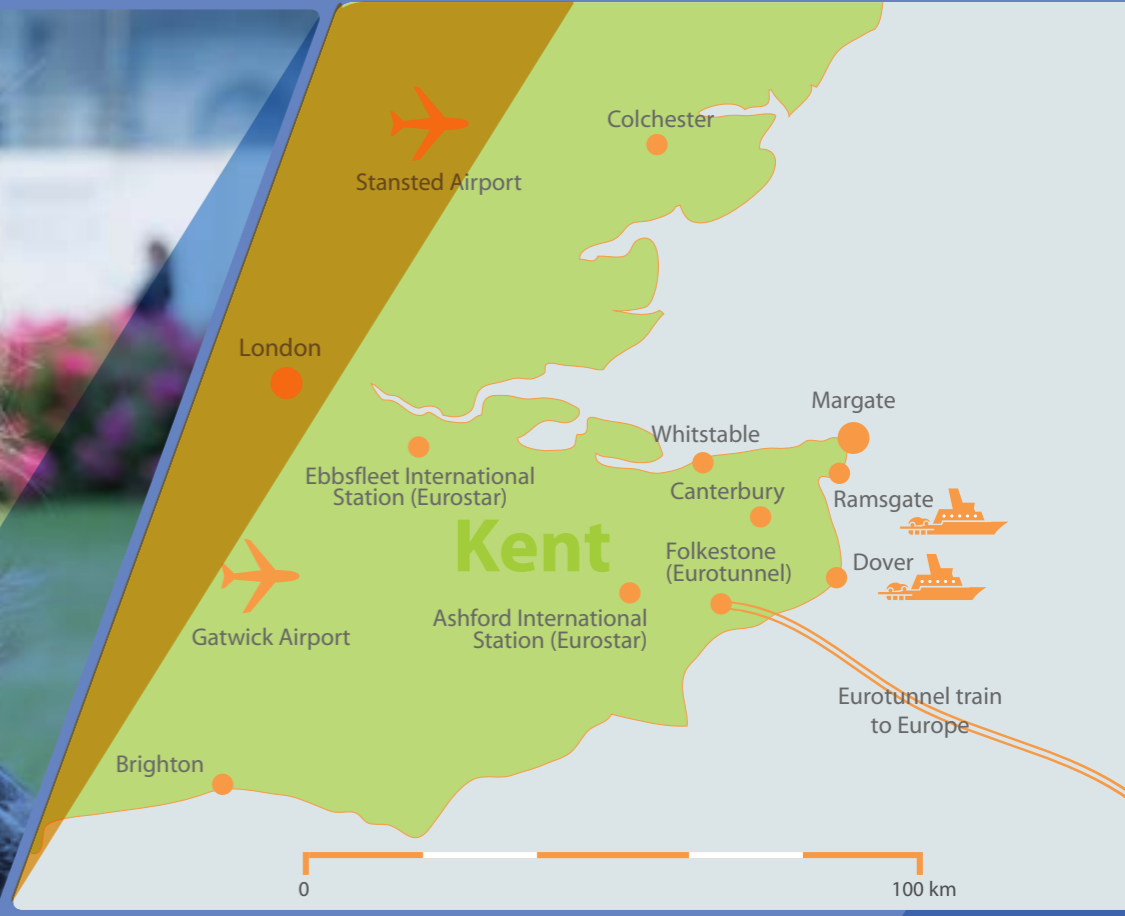 Colchester
Stansted Airport
London
Margate
Whitstable
Ebbsfleet International
Station (Eurostar)
Canterbury
Ramsgate
Kent
Folkestone
(Eurotunnel)
Dover
Ashford International
Station (Eurostar)
Gatwick Airport
Eurotunnel train
to Europe
Brighton
0
100 km